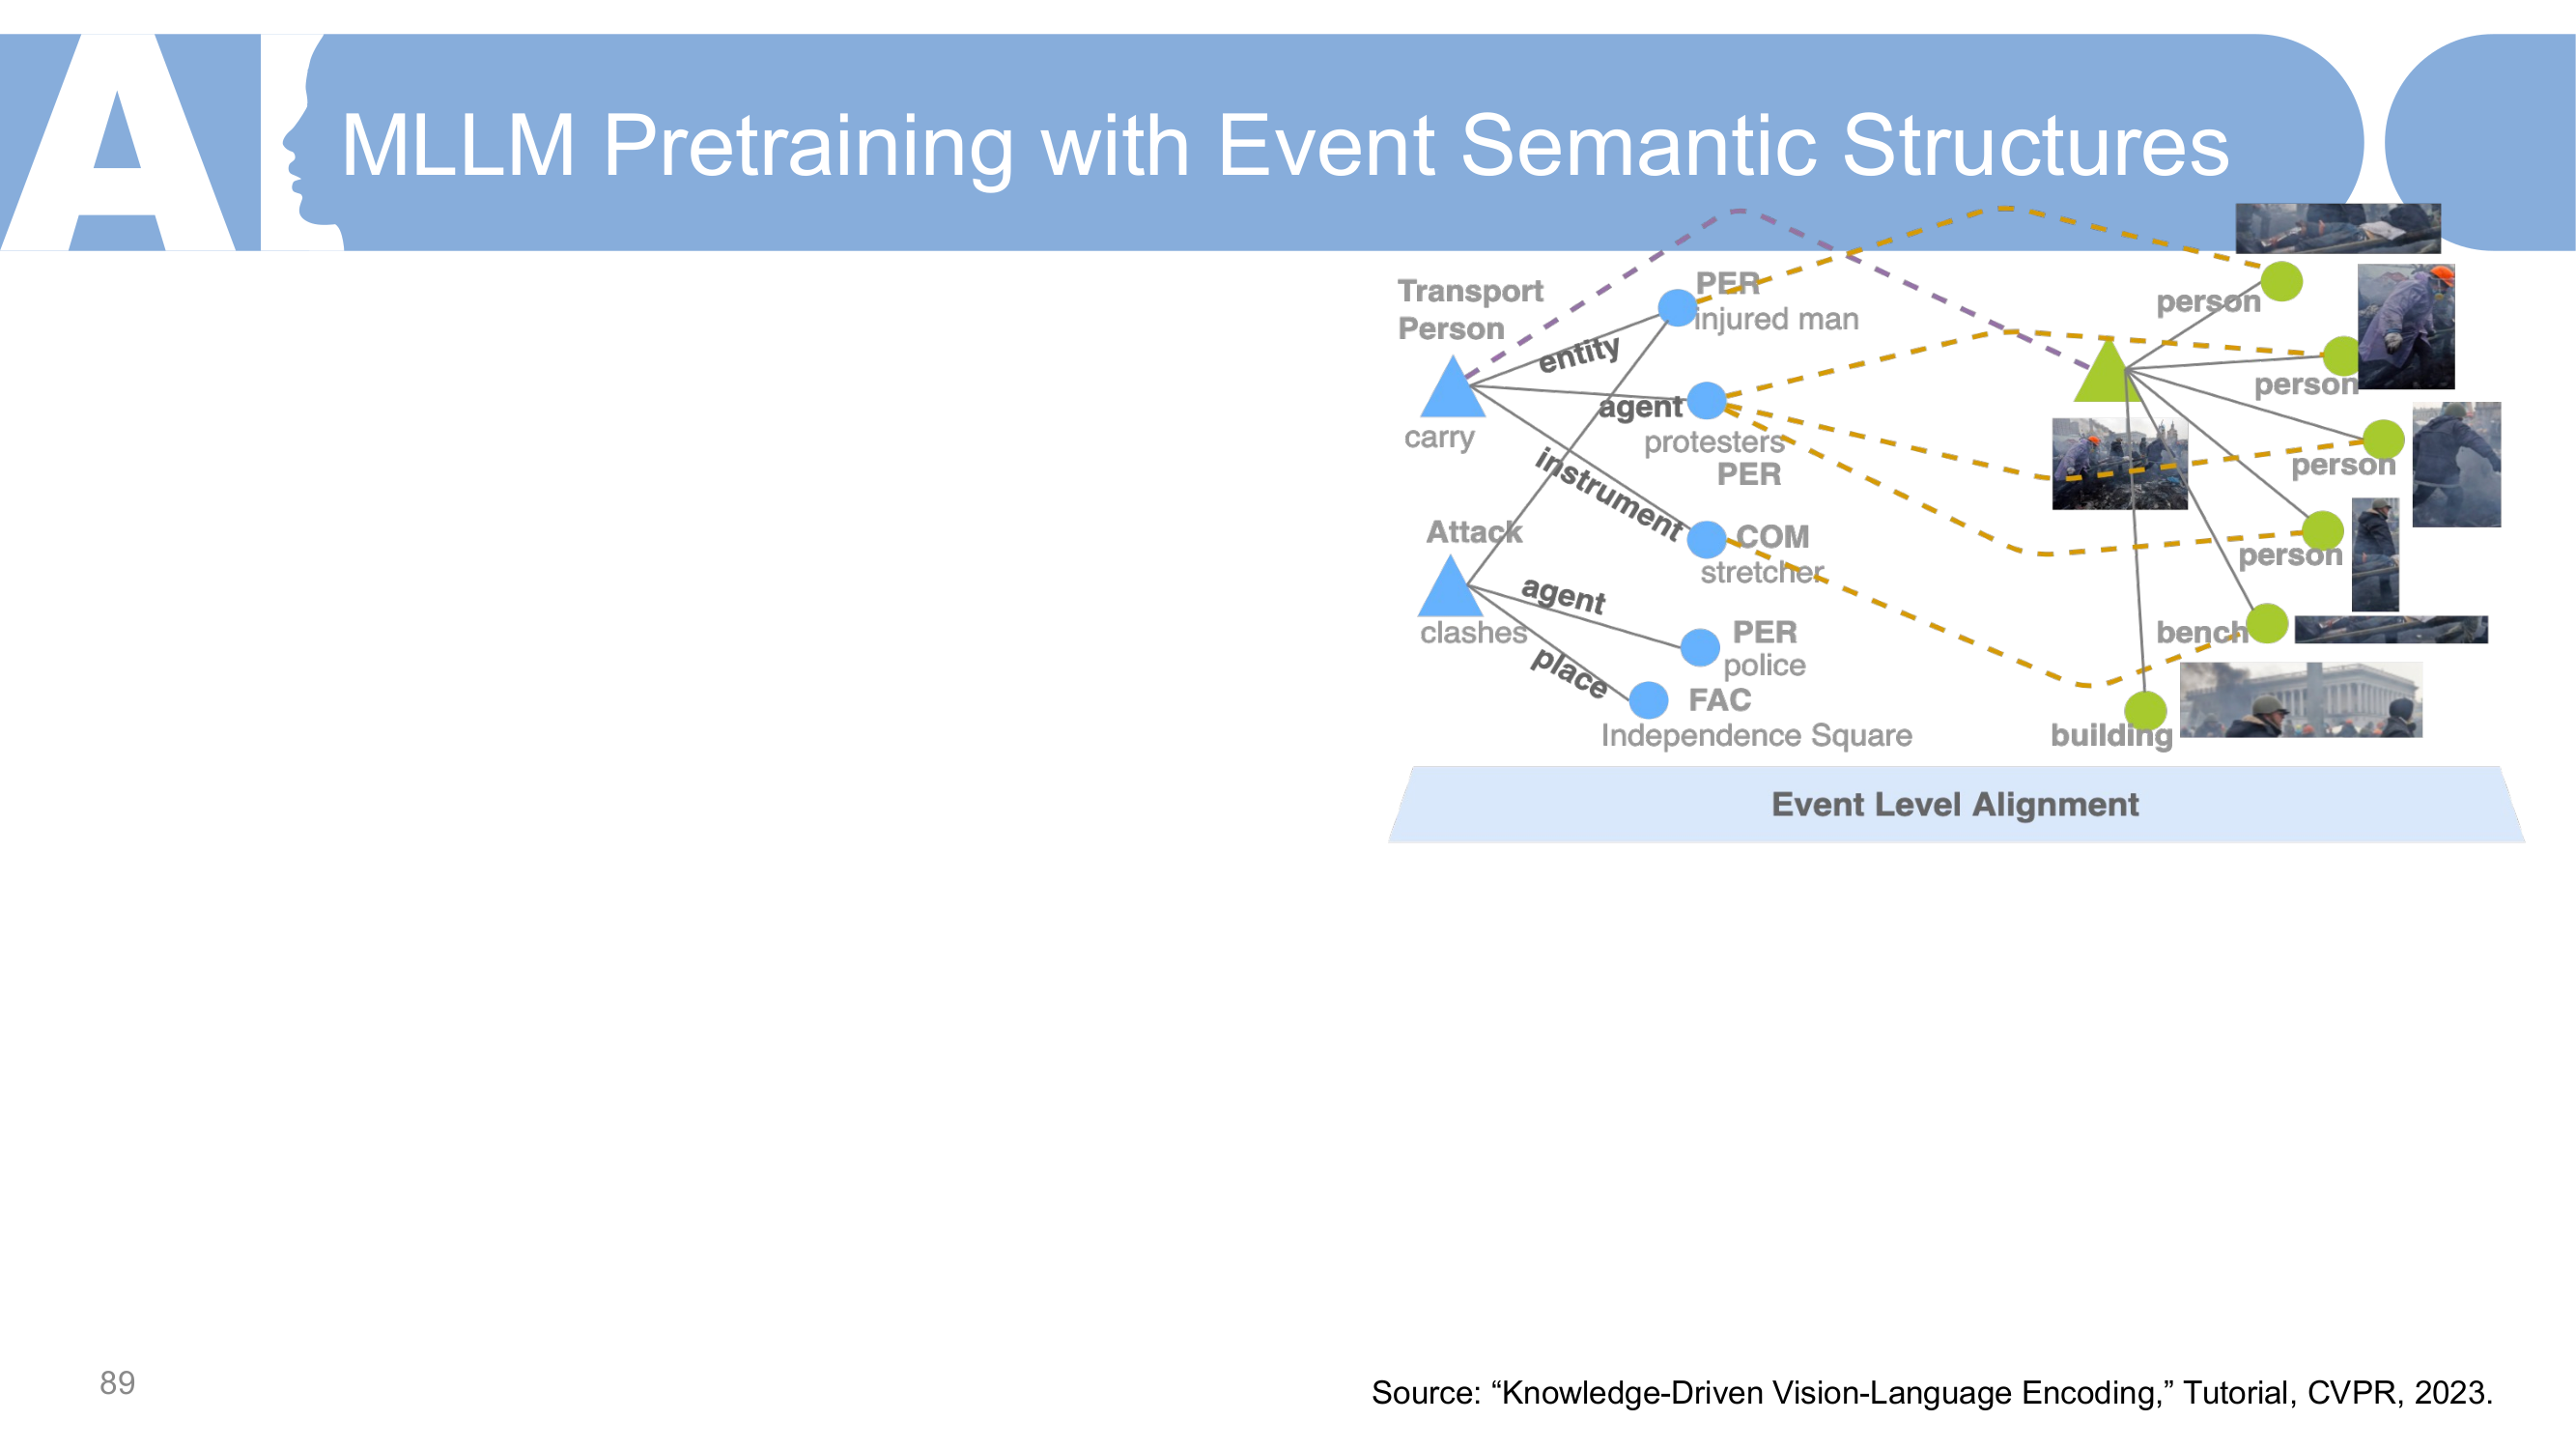 AI
MLLM Pretraining with Event Semantic Structures
Transport
Person
carry
entity
agent
instrument
PER
injured man
protesters
PER
COM
stretcher
Attack
clashes
agent
place
PER
police
FAC
Independence Square
person
person
person
person
bench
building
Event Level Alignment
89
Source: “Knowledge-Driven Vision-Language Encoding,” Tutorial, CVPR, 2023.